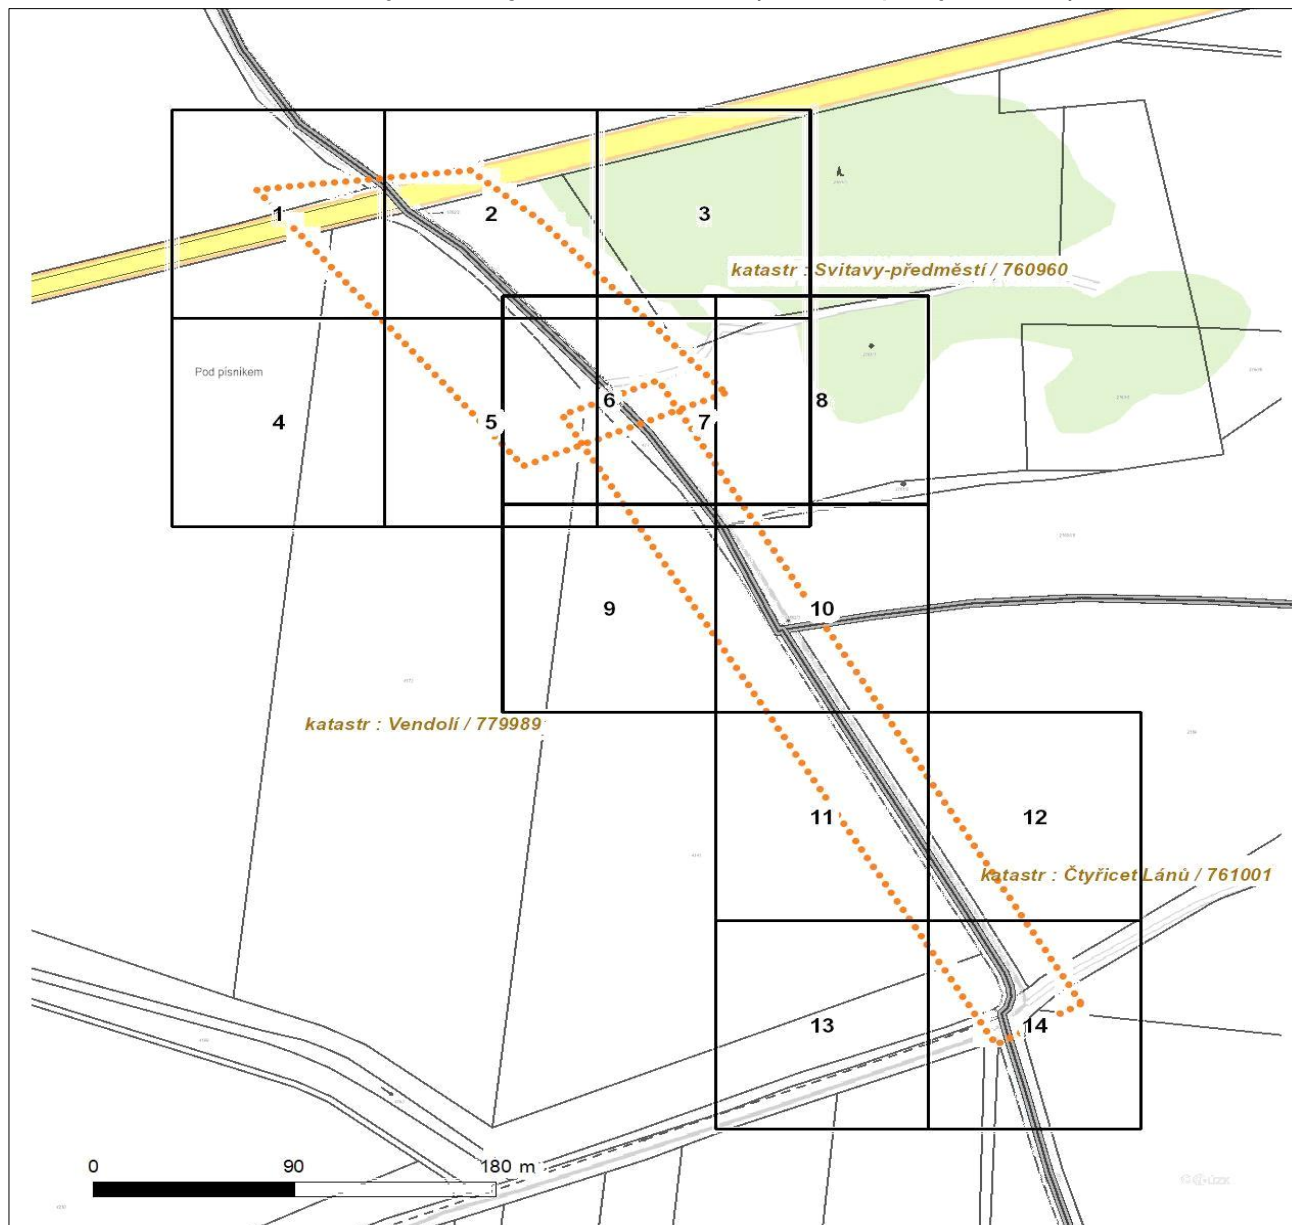 1
2
3
katastr : Svitavy-předměstí / 760960
Pod písnikem
4
5
6
7
8
9
10
katastr : Vendolí / 779989
11
12
katastr : Čtyřicet Lánů / 761001
13
14
0 90 180 m